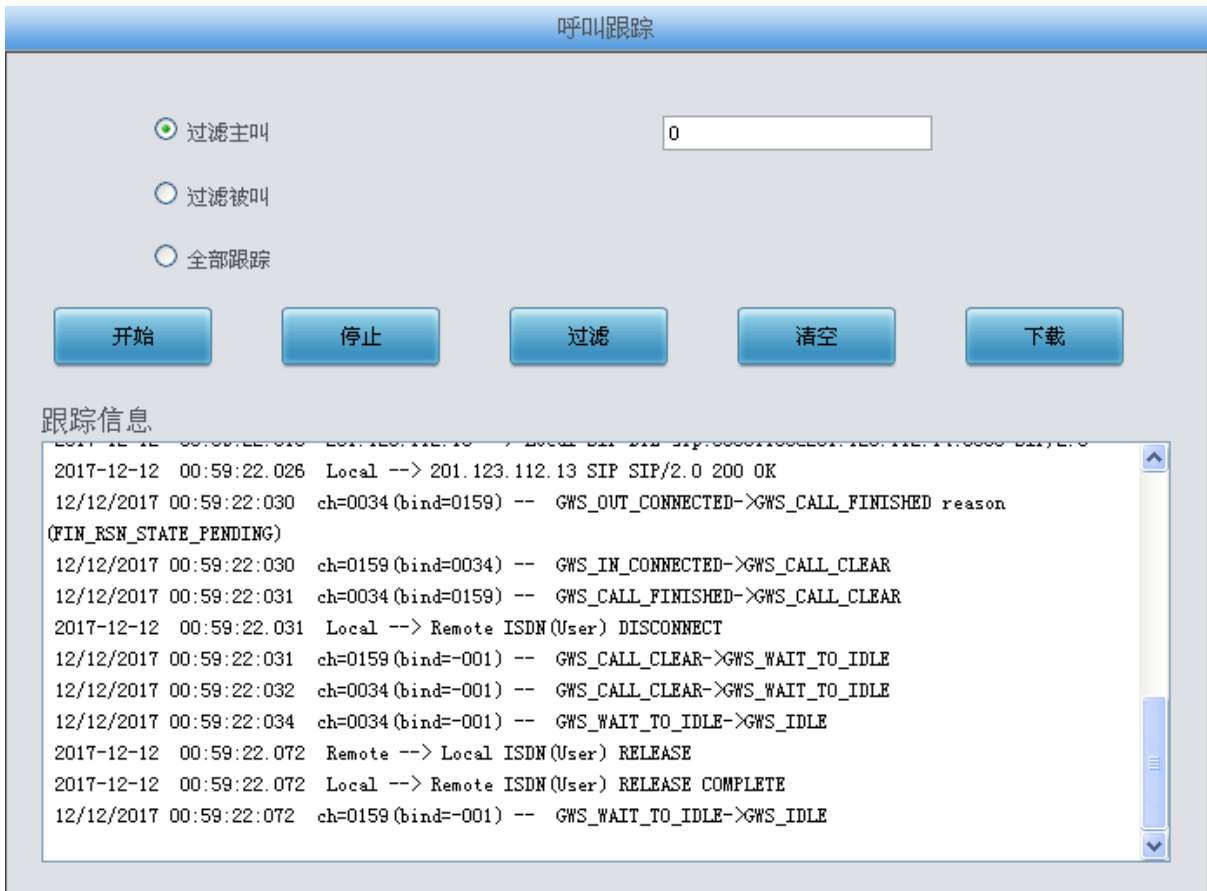 呼叫跟踪
过滤主叫
0
过滤被叫
全部跟踪
开始 停止 过滤 清空 下载
跟踪信息
2017-12-12 00:59:22.026 Local --> 201.123.112.13 SIP SIP/2.0 200 OK
12/12/2017 00:59:22:030 ch=0034(bind=0159) -- GWS_OUT_CONNECTED->GWS_CALL_FINISHED reason
(FIN_RSN_STATE_PENDING)
12/12/2017 00:59:22:030 ch=0159(bind=0034) -- GWS_IN_CONNECTED->GWS_CALL_CLEAR
12/12/2017 00:59:22:031 ch=0034(bind=0159) -- GWS_CALL_FINISHED->GWS_CALL_CLEAR
2017-12-12 00:59:22.031 Local --> Remote ISDN(User) DISCONNECT
12/12/2017 00:59:22:031 ch=0159(bind=-001) -- GWS_CALL_CLEAR->GWS_WAIT_TO_IDLE
12/12/2017 00:59:22:032 ch=0034(bind=-001) -- GWS_CALL_CLEAR->GWS_WAIT_TO_IDLE
12/12/2017 00:59:22:034 ch=0034(bind=-001) -- GWS_WAIT_TO_IDLE->GWS_IDLE
2017-12-12 00:59:22.072 Remote --> Local ISDN(User) RELEASE
2017-12-12 00:59:22.072 Local --> Remote ISDN(User) RELEASE COMPLETE
12/12/2017 00:59:22:072 ch=0159(bind=-001) -- GWS_WAIT_TO_IDLE->GWS_IDLE